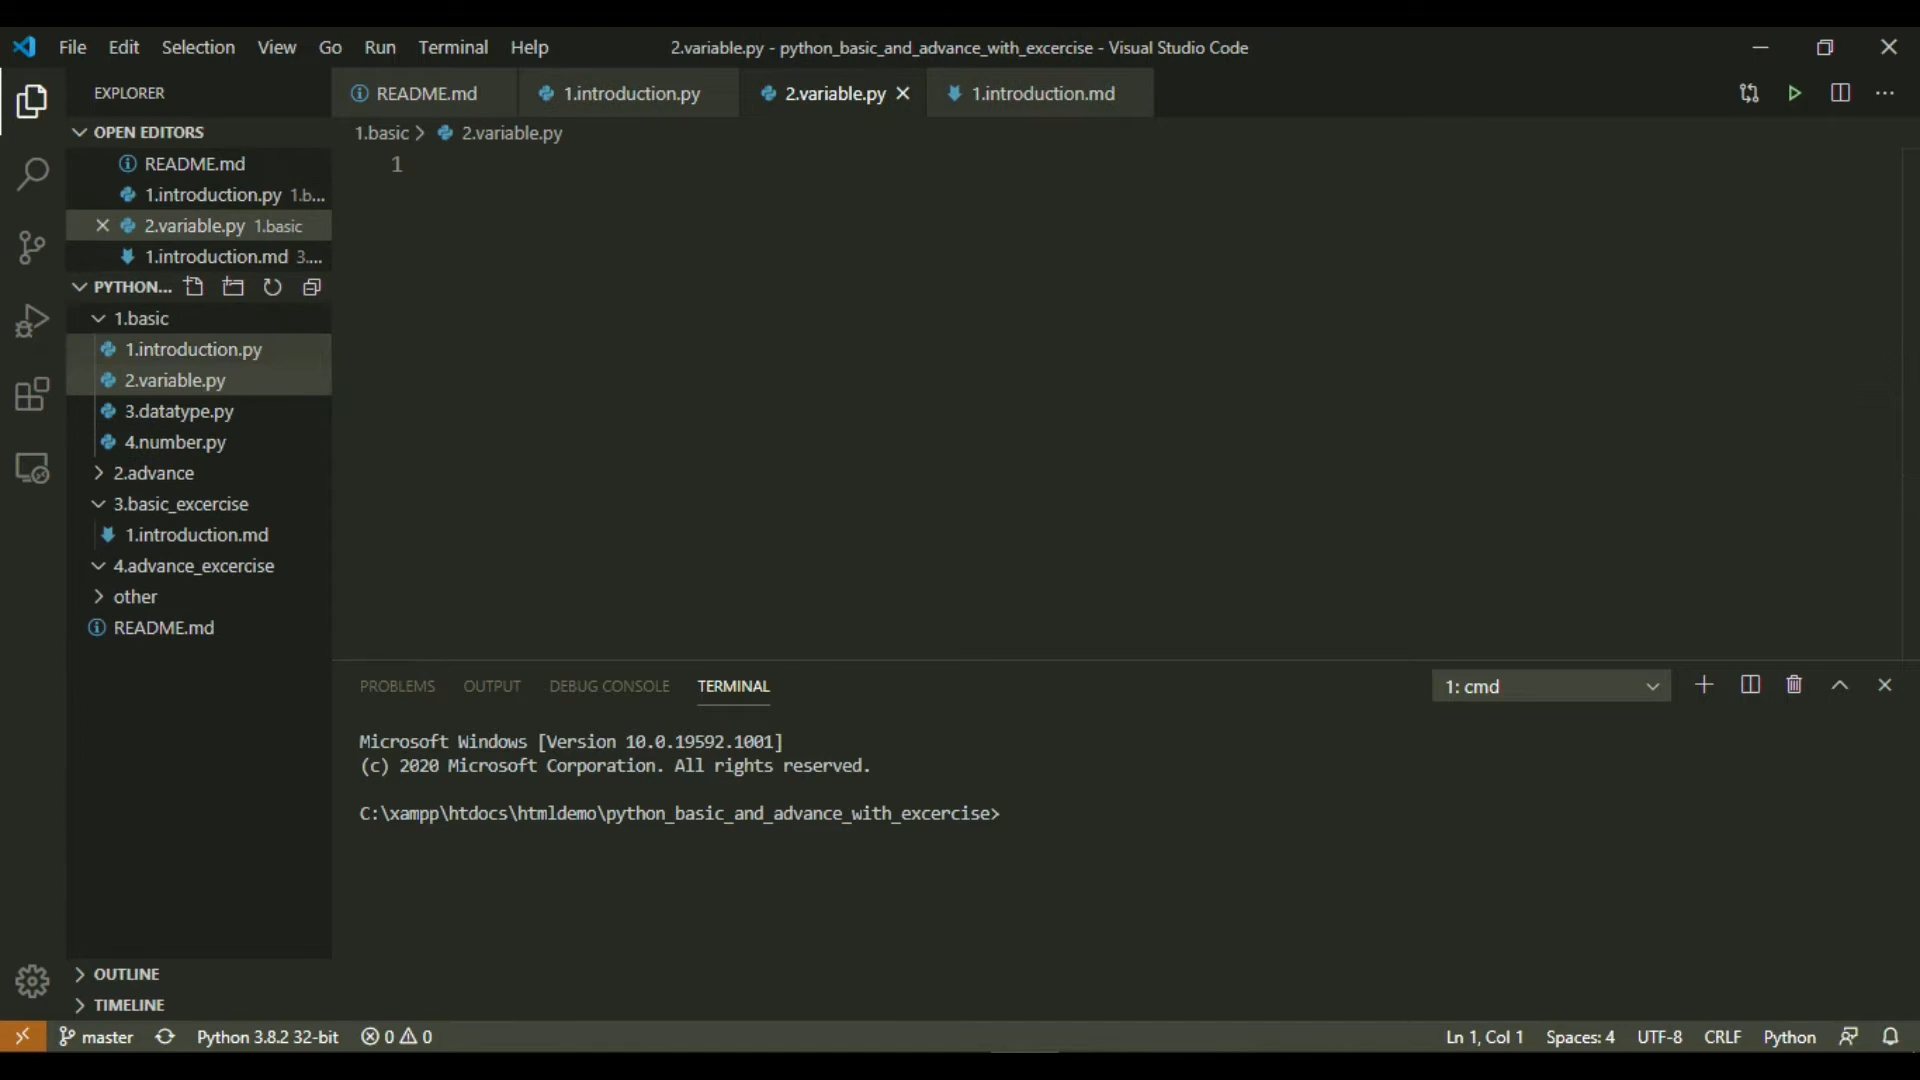 File Edit Selection View Go Run Terminal Help 2.variable.py - python_basic_and_advance_with_excercise - Visual Studio Code
EXPLORER
README.md 1.introduction.py 2.variable.py 1.introduction.md
OPEN EDITORS
README.md
1.introduction.py 1.b...
2.variable.py 1.basic
1.introduction.md 3....
PYTHON...
1.basic
1.introduction.py
2.variable.py
3.datatype.py
4.number.py
2.advance
3.basic_excercise
1.introduction.md
4.advance_excercise
other
README.md
OUTLINE
TIMELINE
1.basic > 2.variable.py
1
PROBLEMS OUTPUT DEBUG CONSOLE TERMINAL 1: cmd
Microsoft Windows [Version 10.0.19592.1001]
(c) 2020 Microsoft Corporation. All rights reserved.
C:\xampp\htdocs\htmldemo\python_basic_and_advance_with_excercise>
master Python 3.8.2 32-bit 0 0 Ln 1, Col 1 Spaces: 4 UTF-8 CRLF Python